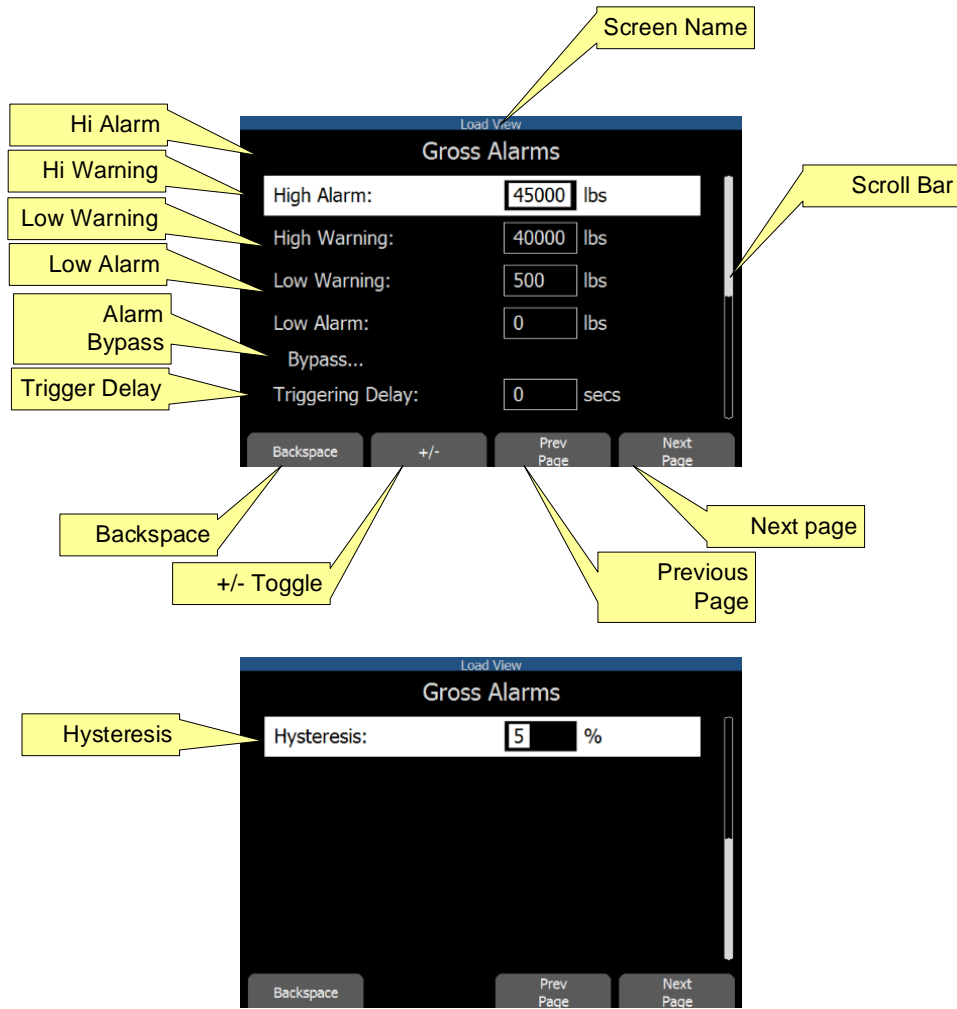 Screen Name
Load View
Hi Alarm
Gross Alarms
Hi Warning
High Alarm: 45000 lbs
Scroll Bar
Low Warning
High Warning: 40000 lbs
Low Alarm
Low Warning: 500 lbs
Alarm
Bypass
Low Alarm: 0 lbs
Bypass...
Trigger Delay
Triggering Delay: 0 secs
Backspace
+/-
Prev
Page
Next
Page
Backspace
+/- Toggle
Previous
Page
Next page
Load View
Gross Alarms
Hysteresis
Hysteresis: 5 %
Backspace
Prev
Page
Next
Page